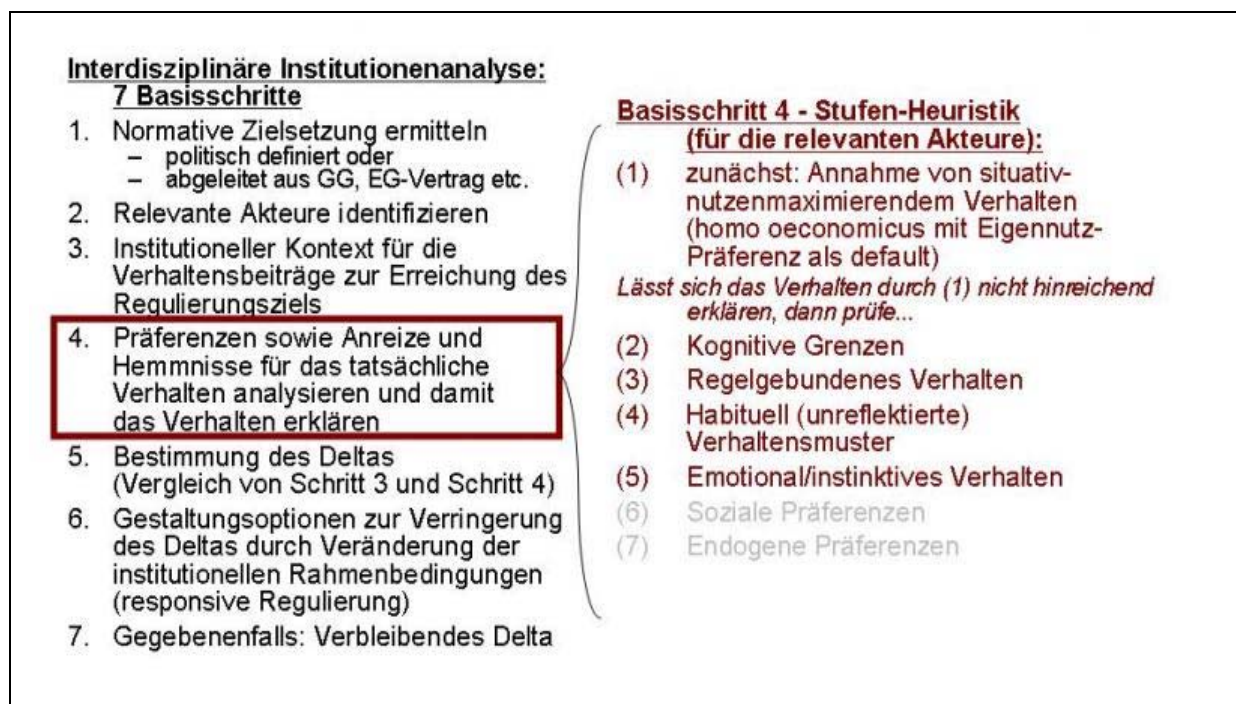 Interdisziplinäre Institutionenanalyse:
7 Basisschritte
1. Normative Zielsetzung ermitteln
– politisch definiert oder
– abgeleitet aus GG, EG-Vertrag etc.
2. Relevante Akteure identifizieren
3. Institutioneller Kontext für die
Verhaltensbeiträge zur Erreichung des
Regulierungsziels
4. Präferenzen sowie Anreize und
Hemmnisse für das tatsächliche
Verhalten analysieren und damit
das Verhalten erklären
5. Bestimmung des Deltas
(Vergleich von Schritt 3 und Schritt 4)
6. Gestaltungsoptionen zur Verringerung
des Deltas durch Veränderung der
institutionellen Rahmenbedingungen
(responsive Regulierung)
7. Gegebenenfalls: Verbleibendes Delta
Basisschritt 4 - Stufen-Heuristik
(für die relevanten Akteure):
(1) zunächst: Annahme von situativ-
nutzenmaximierendem Verhalten
(homo oeconomicus mit Eigennutz-
Präferenz als default)
Lässt sich das Verhalten durch (1) nicht hinreichend
erklären, dann prüfe...
(2) Kognitive Grenzen
(3) Regelgebundenes Verhalten
(4) Habituell (unreflektierte)
Verhaltensmuster
(5) Emotional/instinktives Verhalten
(6) Soziale Präferenzen
(7) Endogene Präferenzen